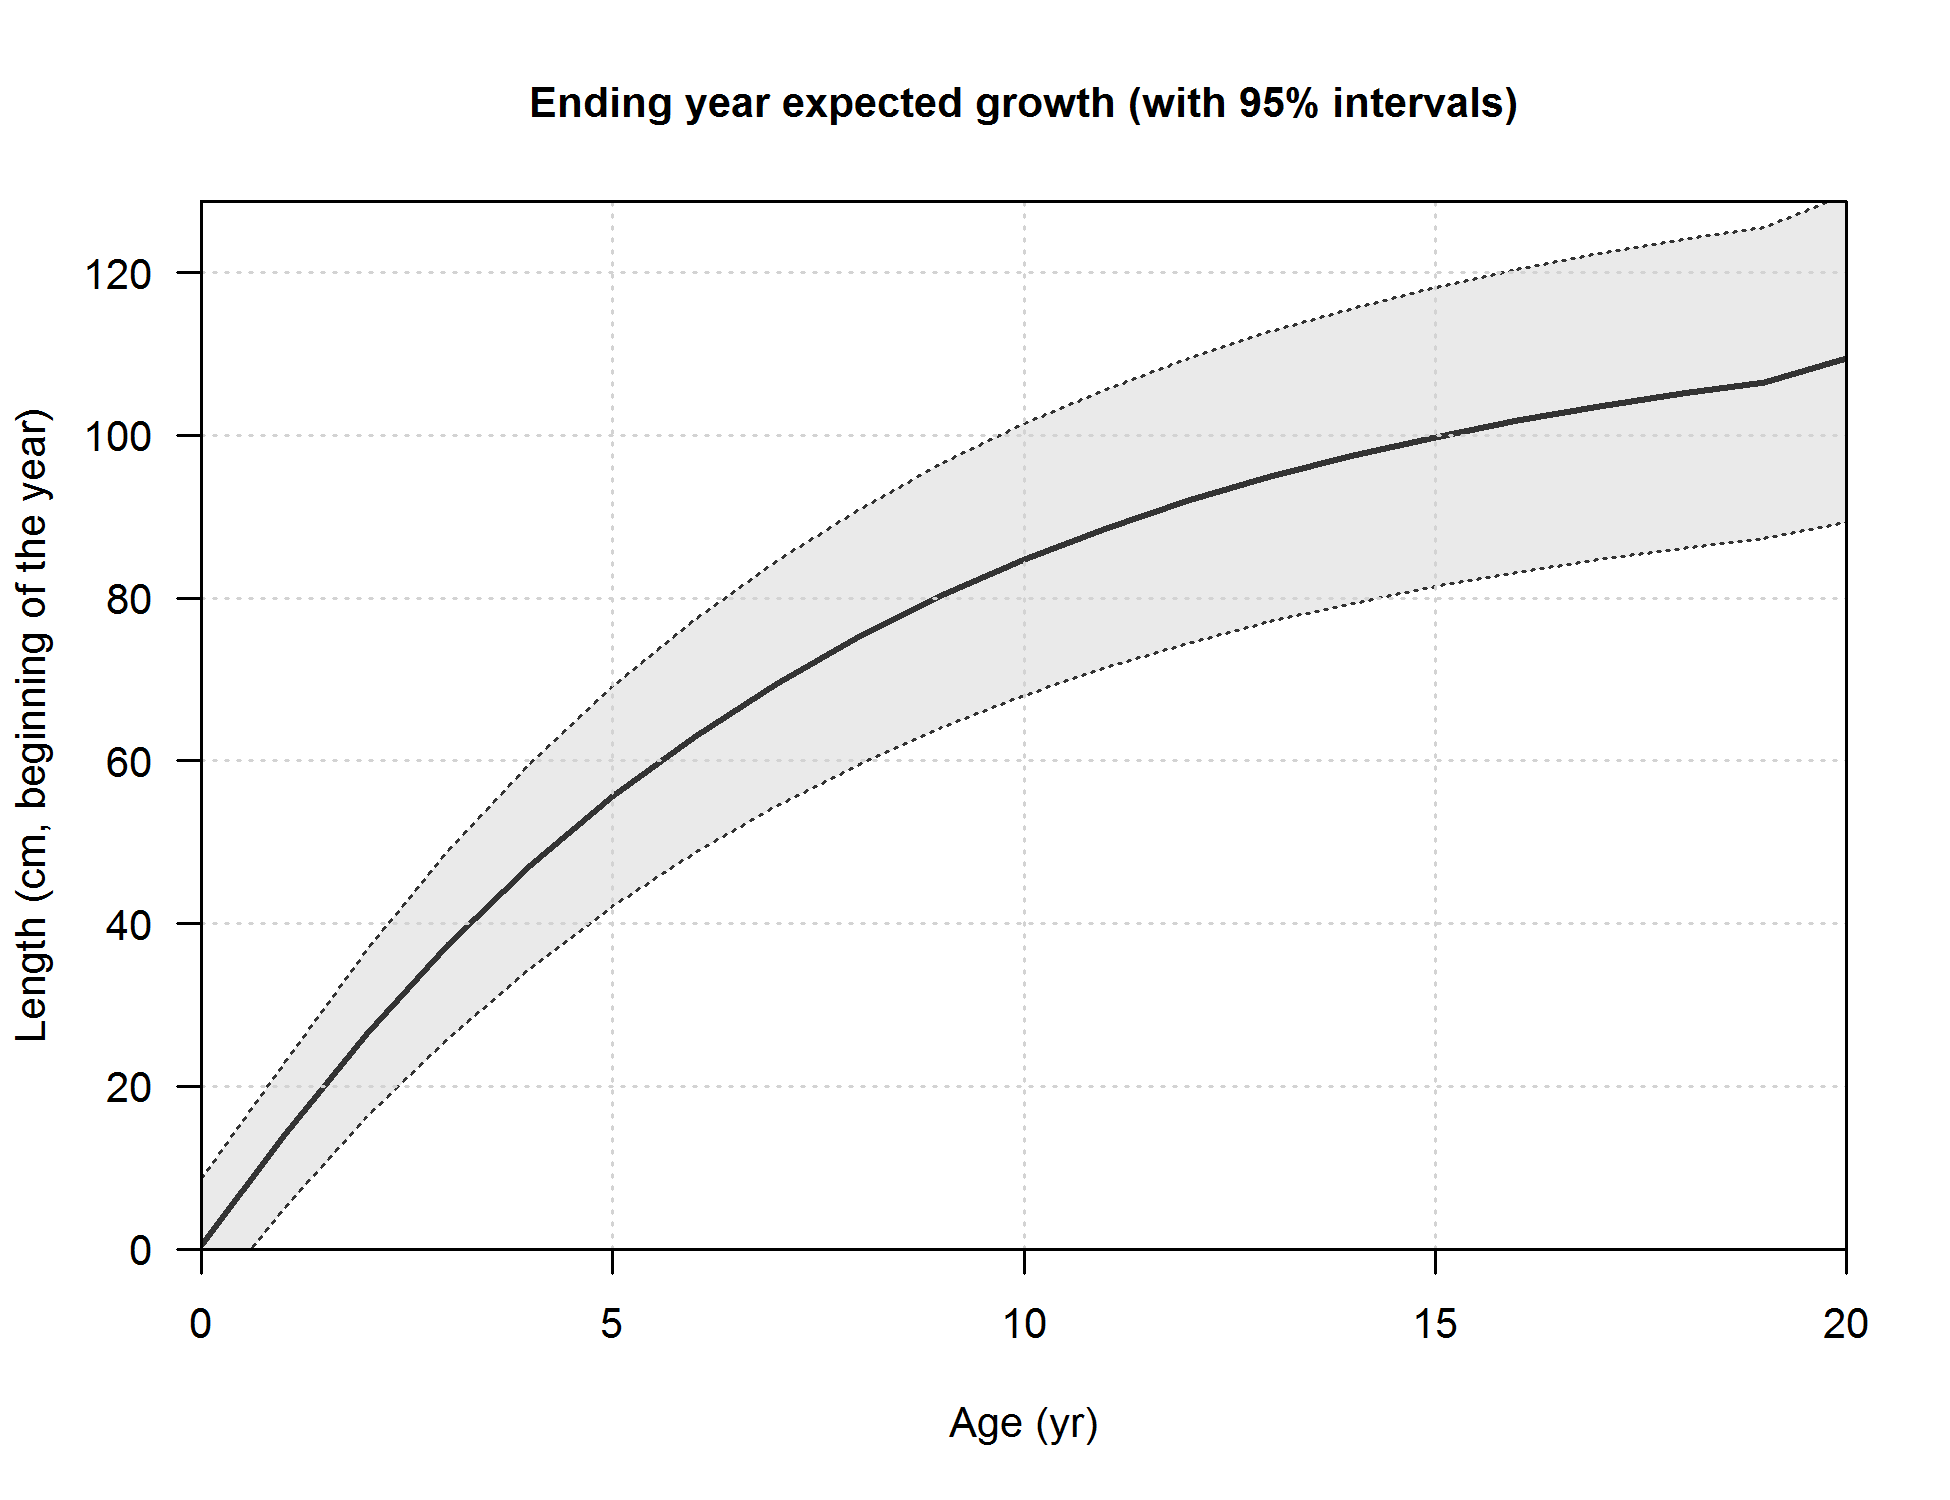 Ending year expected growth (with 95% intervals)
Length (cm, beginning of the year)
120
100
80
60
40
20
0
0 5 10 15 20
Age (yr)